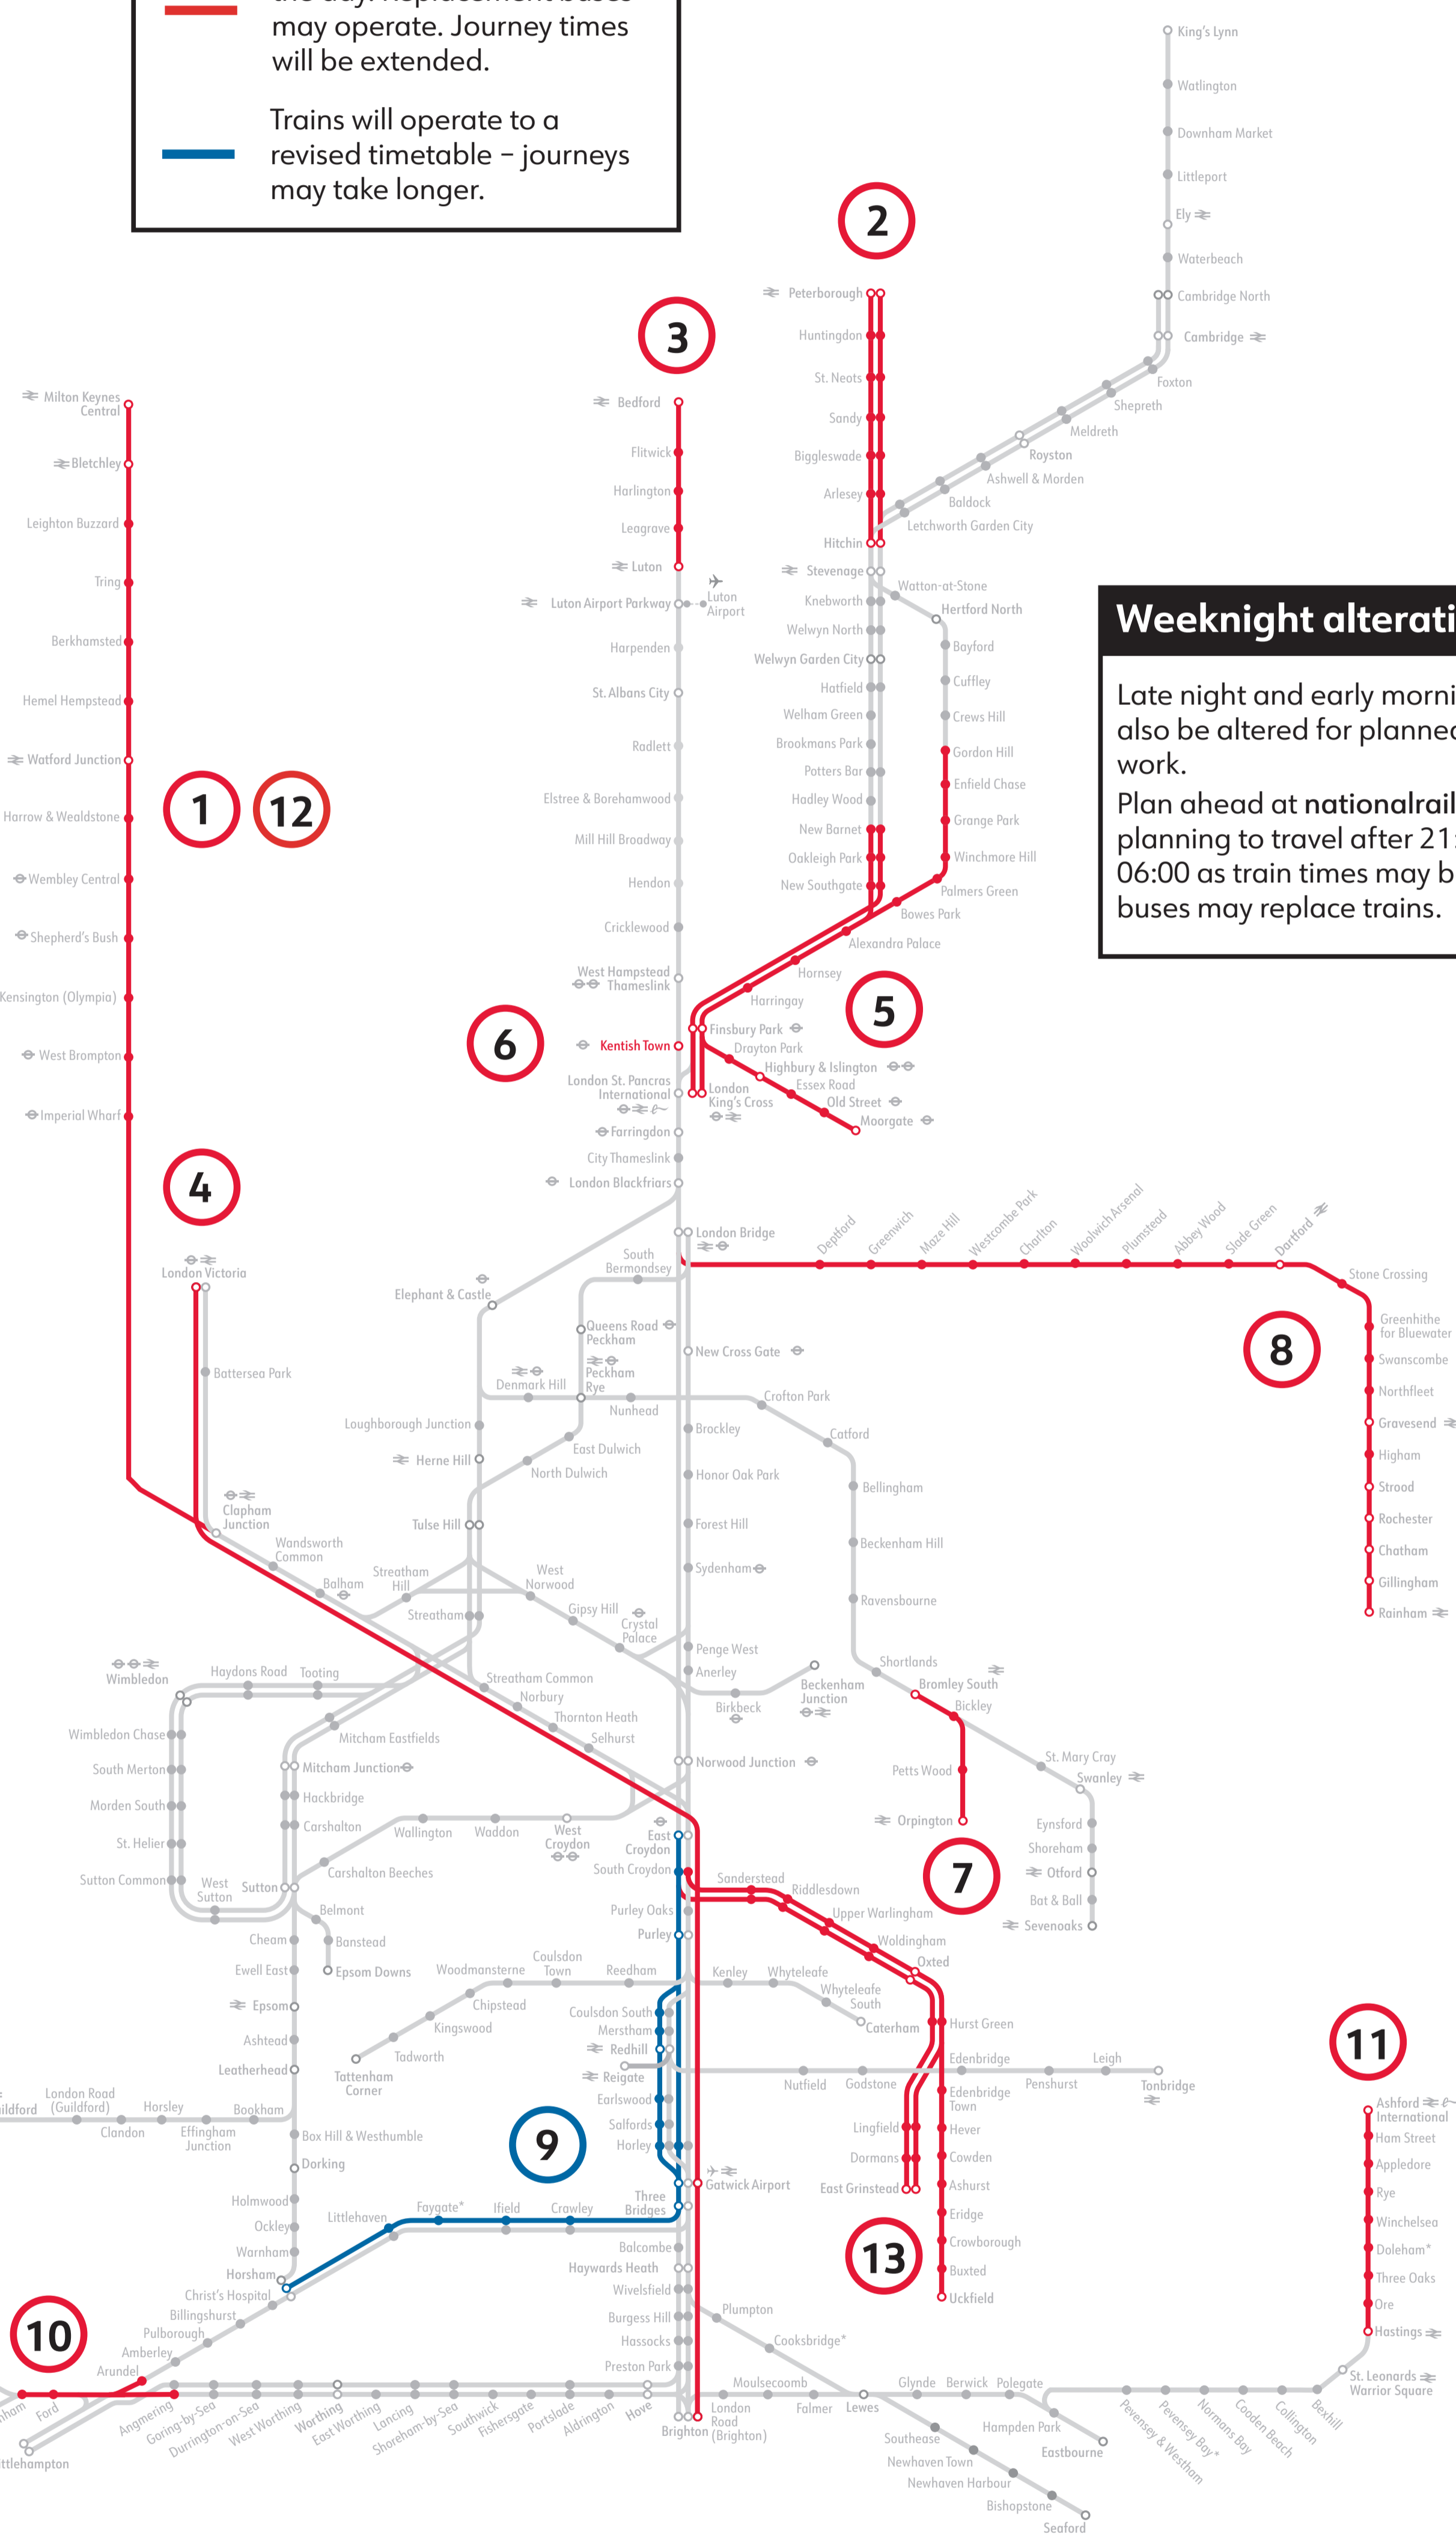 may operate. Journey times
will be extended.
Trains will operate to a
revised timetable – journeys
may take longer.
King's Lynn
Watlington
Downham Market
Littleport
Ely
Waterbeach
Cambridge North
Cambridge
Foxton
Shepreth
Meldreth
Royston
Ashwell & Morden
Baldock
Letchworth Garden City
2
Peterborough
Huntingdon
St. Neots
Sandy
Biggleswade
Arlesey
Hitchin
Stevenage
Knebworth
Welwyn North
Welwyn Garden City
Hatfield
Welham Green
Brookmans Park
Potters Bar
Hadley Wood
New Barnet
Oakleigh Park
New Southgate
Watton-at-Stone
Hertford North
Bayford
Cuffley
Crews Hill
Gordon Hill
Enfield Chase
Grange Park
Winchmore Hill
Palmers Green
Bowes Park
Alexandra Palace
Hornsey
Harringay
Finsbury Park
5
Drayton Park
Highbury & Islington
Essex Road
Old Street
Moorgate
London
King's Cross
3
Bedford
Flitwick
Harlington
Leagrave
Luton
Luton Airport Parkway
Luton
Airport
Harpenden
St. Albans City
Radlett
Elstree & Borehamwood
Mill Hill Broadway
Hendon
Cricklewood
West Hampstead
Thameslink
6
Kentish Town
London St. Pancras
International
Farringdon
City Thameslink
London Blackfriars
Weeknight
Late night and early
also be altered for
work.
Plan ahead at
planning to travel after
06:00 as train times may
buses may replace trains.
Milton Keynes
Central
Bletchley
Leighton Buzzard
Tring
Berkhamsted
Hemel Hempstead
Watford Junction
1
12
Harrow & Wealdstone
Wembley Central
Shepherd's Bush
Kensington (Olympia)
West Brompton
Imperial Wharf
4
London Victoria
Battersea Park
Clapham
Junction
Wandsworth
Common
Balham
Streatham
Hill
West
Norwood
Gipsy Hill
Crystal
Palace
Birkbeck
Beckenham
Junction
London Bridge
South
Bermondsey
Elephant & Castle
Queens Road
Peckham
Peckham
Rye
Denmark Hill
Nunhead
Loughborough Junction
East Dulwich
Herne Hill
North Dulwich
Tulse Hill
Streatham
New Cross Gate
Brockley
Honor Oak Park
Forest Hill
Sydenham
Penge West
Anerley
Norwood Junction
Crofton Park
Catford
Bellingham
Beckenham Hill
Ravensbourne
Shortlands
Bromley South
Bickley
Petts Wood
Orpington
7
St. Mary Cray
Swanley
Eynsford
Shoreham
Otford
Bat & Ball
Sevenoaks
Deptford
Greenwich
Maze Hill
Westcombe Park
Charlton
Woolwich Arsenal
Plumstead
Abbey Wood
Slade Green
Dartford
Stone Crossing
8
Greenhithe
for Bluewater
Swanscombe
Northfleet
Gravesend
Higham
Strood
Rochester
Chatham
Gillingham
Rainham
Wimbledon
Haydons Road
Tooting
Wimbledon Chase
South Merton
Morden South
St. Helier
Sutton Common
West
Sutton
Sutton
Mitcham Eastfields
Mitcham Junction
Hackbridge
Carshalton
Carshalton Beeches
Wallington
Waddon
West
Croydon
Streatham Common
Norbury
Thornton Heath
Selhurst
East
Croydon
South Croydon
Purley Oaks
Purley
Sanderstead
Riddlesdown
Upper Warlingham
Woldingham
Oxted
Hurst Green
Belmont
Banstead
Epsom Downs
Cheam
Ewell East
Epsom
Ashtead
Leatherhead
Woodmansterne
Coulsdon
Town
Reedham
Chipstead
Kingswood
Tadworth
Tattenham
Corner
Kenley
Whyteleafe
Whyteleafe
South
Caterham
Coulsdon South
Merstham
Redhill
Reigate
Nutfield
Godstone
Edenbridge
Penshurst
Leigh
Tonbridge
Earlswood
Salfords
Horley
9
Gatwick Airport
Three
Bridges
London Road
(Guildford)
Clandon
Horsley
Effingham
Junction
Bookham
Box Hill & Westhumble
Dorking
Holmwood
Ockley
Warnham
Horsham
Littlehaven
Faygate*
Ifield
Crawley
Christ's Hospital
Billingshurst
Pulborough
Amberley
Arundel
10
Balcombe
Haywards Heath
Wivelsfield
Burgess Hill
Hassocks
Preston Park
Brighton
Edenbridge
Town
Hever
Cowden
Ashurst
Eridge
Crowborough
Buxted
Uckfield
Lingfield
Dormans
East Grinstead
13
11
Ashford
International
Ham Street
Appledore
Rye
Winchelsea
Doleham*
Three Oaks
Ore
Hastings
St. Leonards
Warrior Square
Ford
Angmering
Goring-by-Sea
Durrington-on-Sea
West Worthing
Worthing
East Worthing
Lancing
Shoreham-by-Sea
Southwick
Fishersgate
Portslade
Aldrington
Hove
London
Road
(Brighton)
Moulsecoomb
Falmer
Plumpton
Cooksbridge*
Lewes
Glynde
Berwick
Polegate
Hampden Park
Eastbourne
Pevensey & Westham
Pevensey Bay*
Normans Bay
Cooden Beach
Collington
Bexhill
Southease
Newhaven Town
Newhaven Harbour
Bishopstone
Seaford